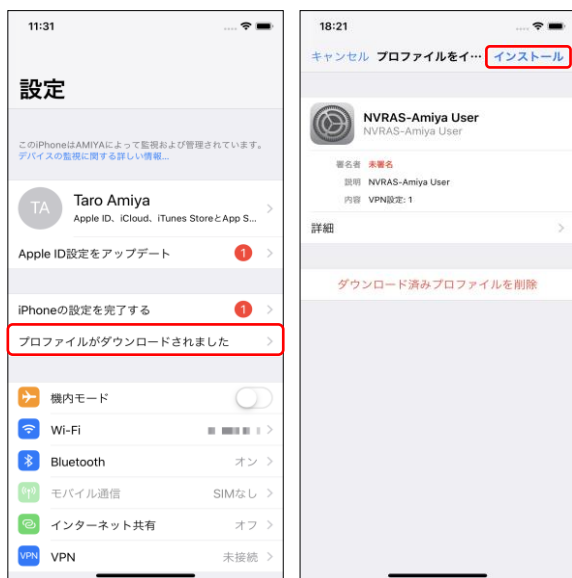 11:31
設定
このiPhoneはAMIYAによって監視および管理されています。
デバイスの監視に関する詳しい情報...
TA
Taro Amiya
Apple ID、iCloud、iTunes StoreとApp S...
Apple ID設定をアップデート
1
iPhoneの設定を完了する
1
プロファイルがダウンロードされました
機内モード
Wi-Fi
Bluetooth
オン
モバイル通信
SIMなし
インターネット共有
オフ
VPN
VPN
未接続
18:21
キャンセル
プロファイルをイ…
インストール
NVRAS-Amiya User
NVRAS-Amiya User
署名者 未署名
説明 NVRAS-Amiya User
内容 VPN設定: 1
詳細
ダウンロード済みプロファイルを削除